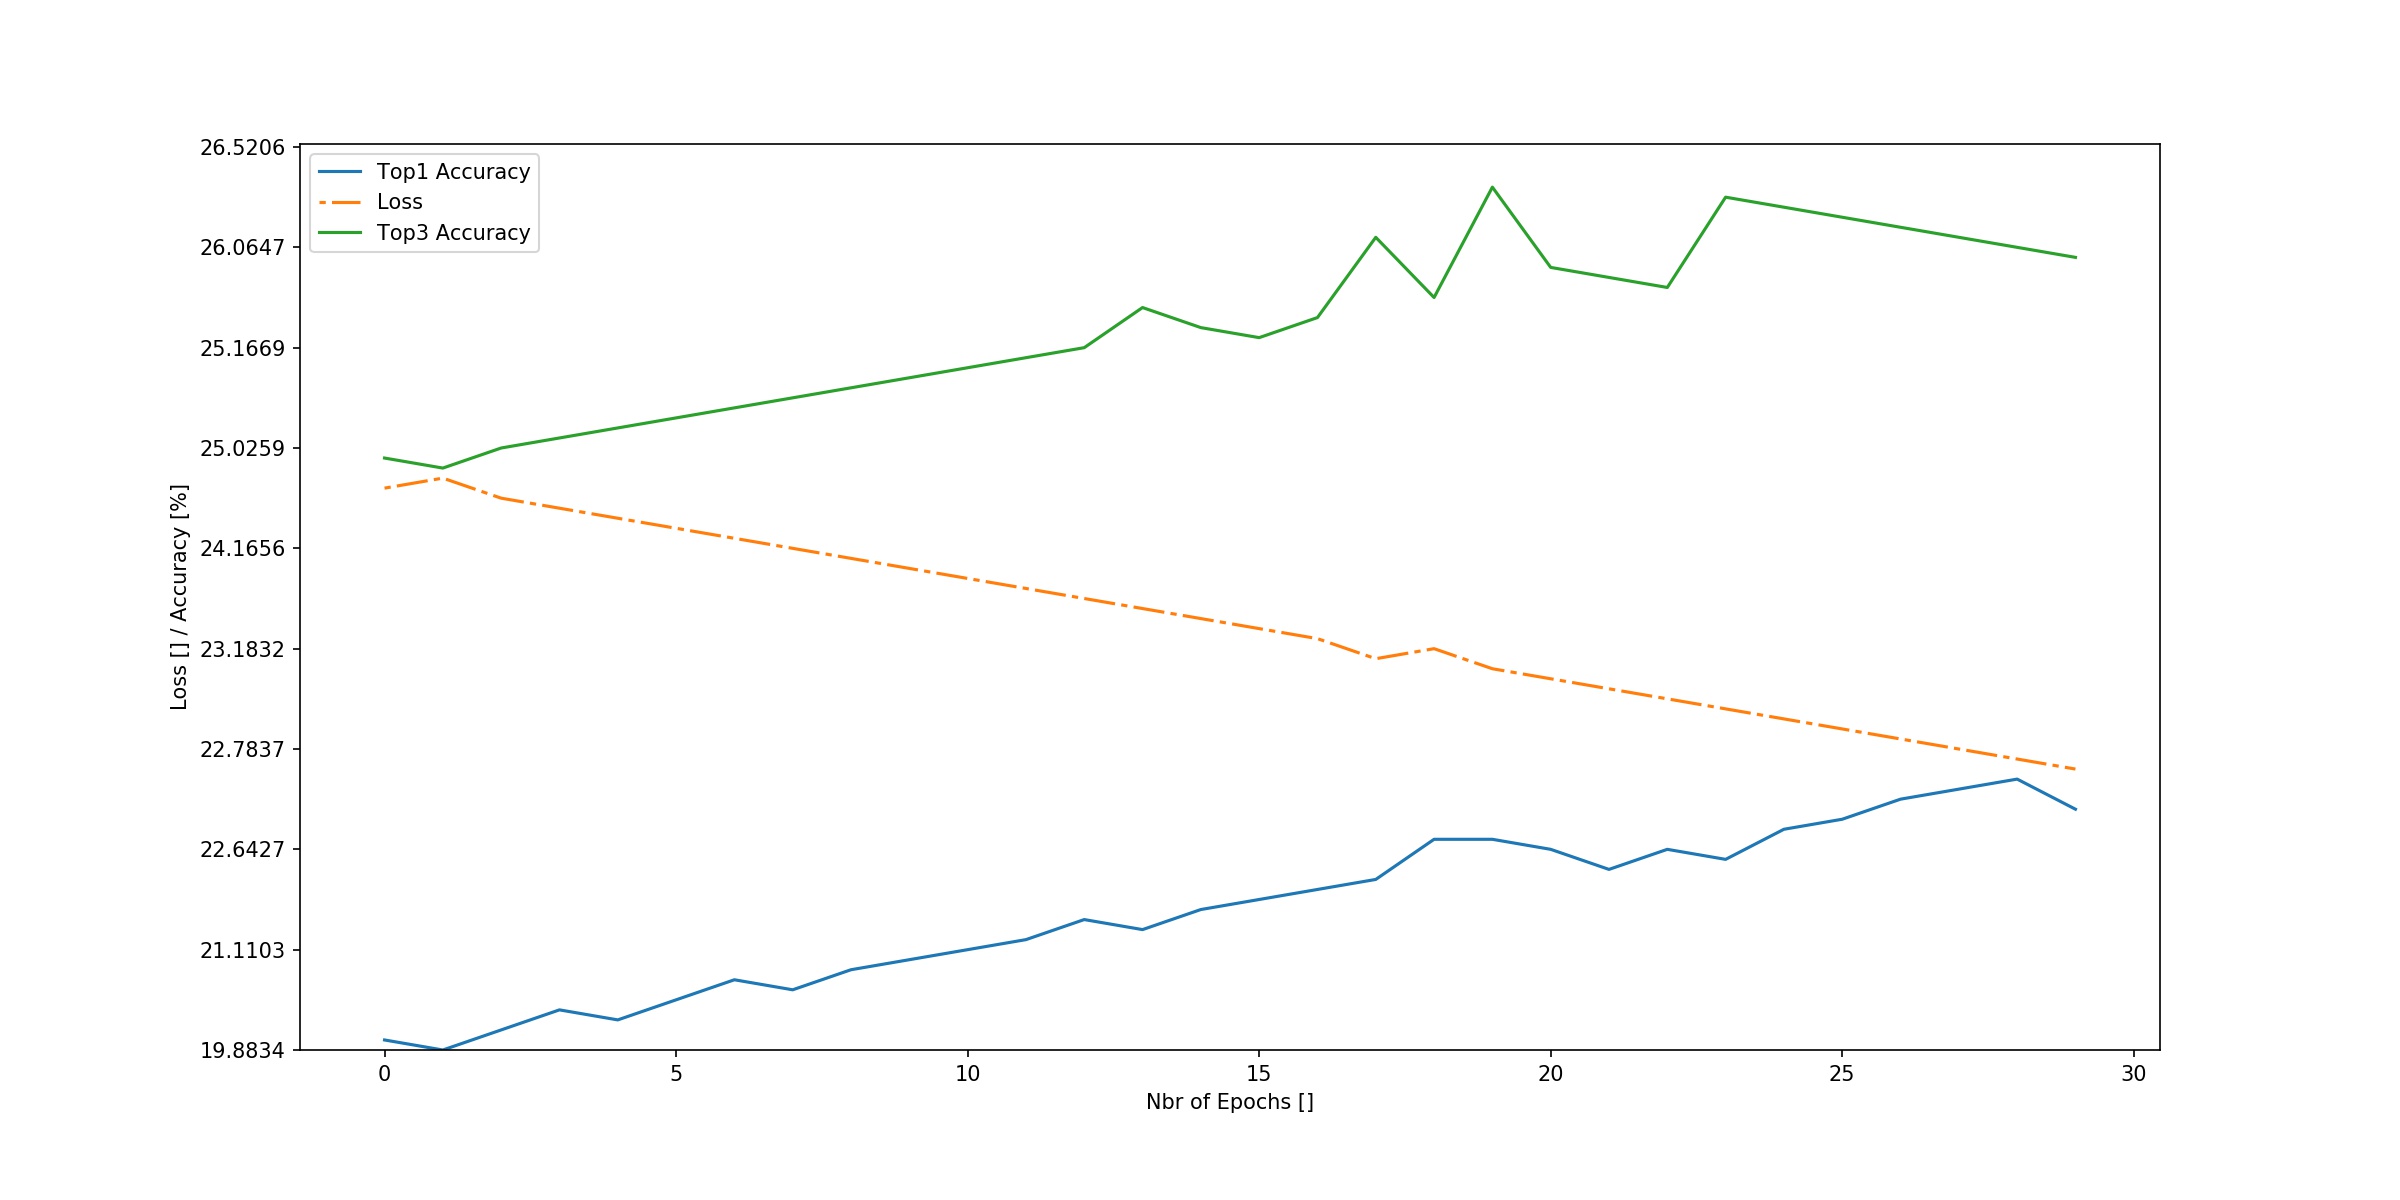 26.5206
26.0647
25.1669
25.0259
24.1656
23.1832
22.7837
22.6427
21.1103
19.8834
Loss [] / Accuracy [%]
Top1 Accuracy
Loss
Top3 Accuracy
0 5 10 15 20 25 30
Nbr of Epochs []